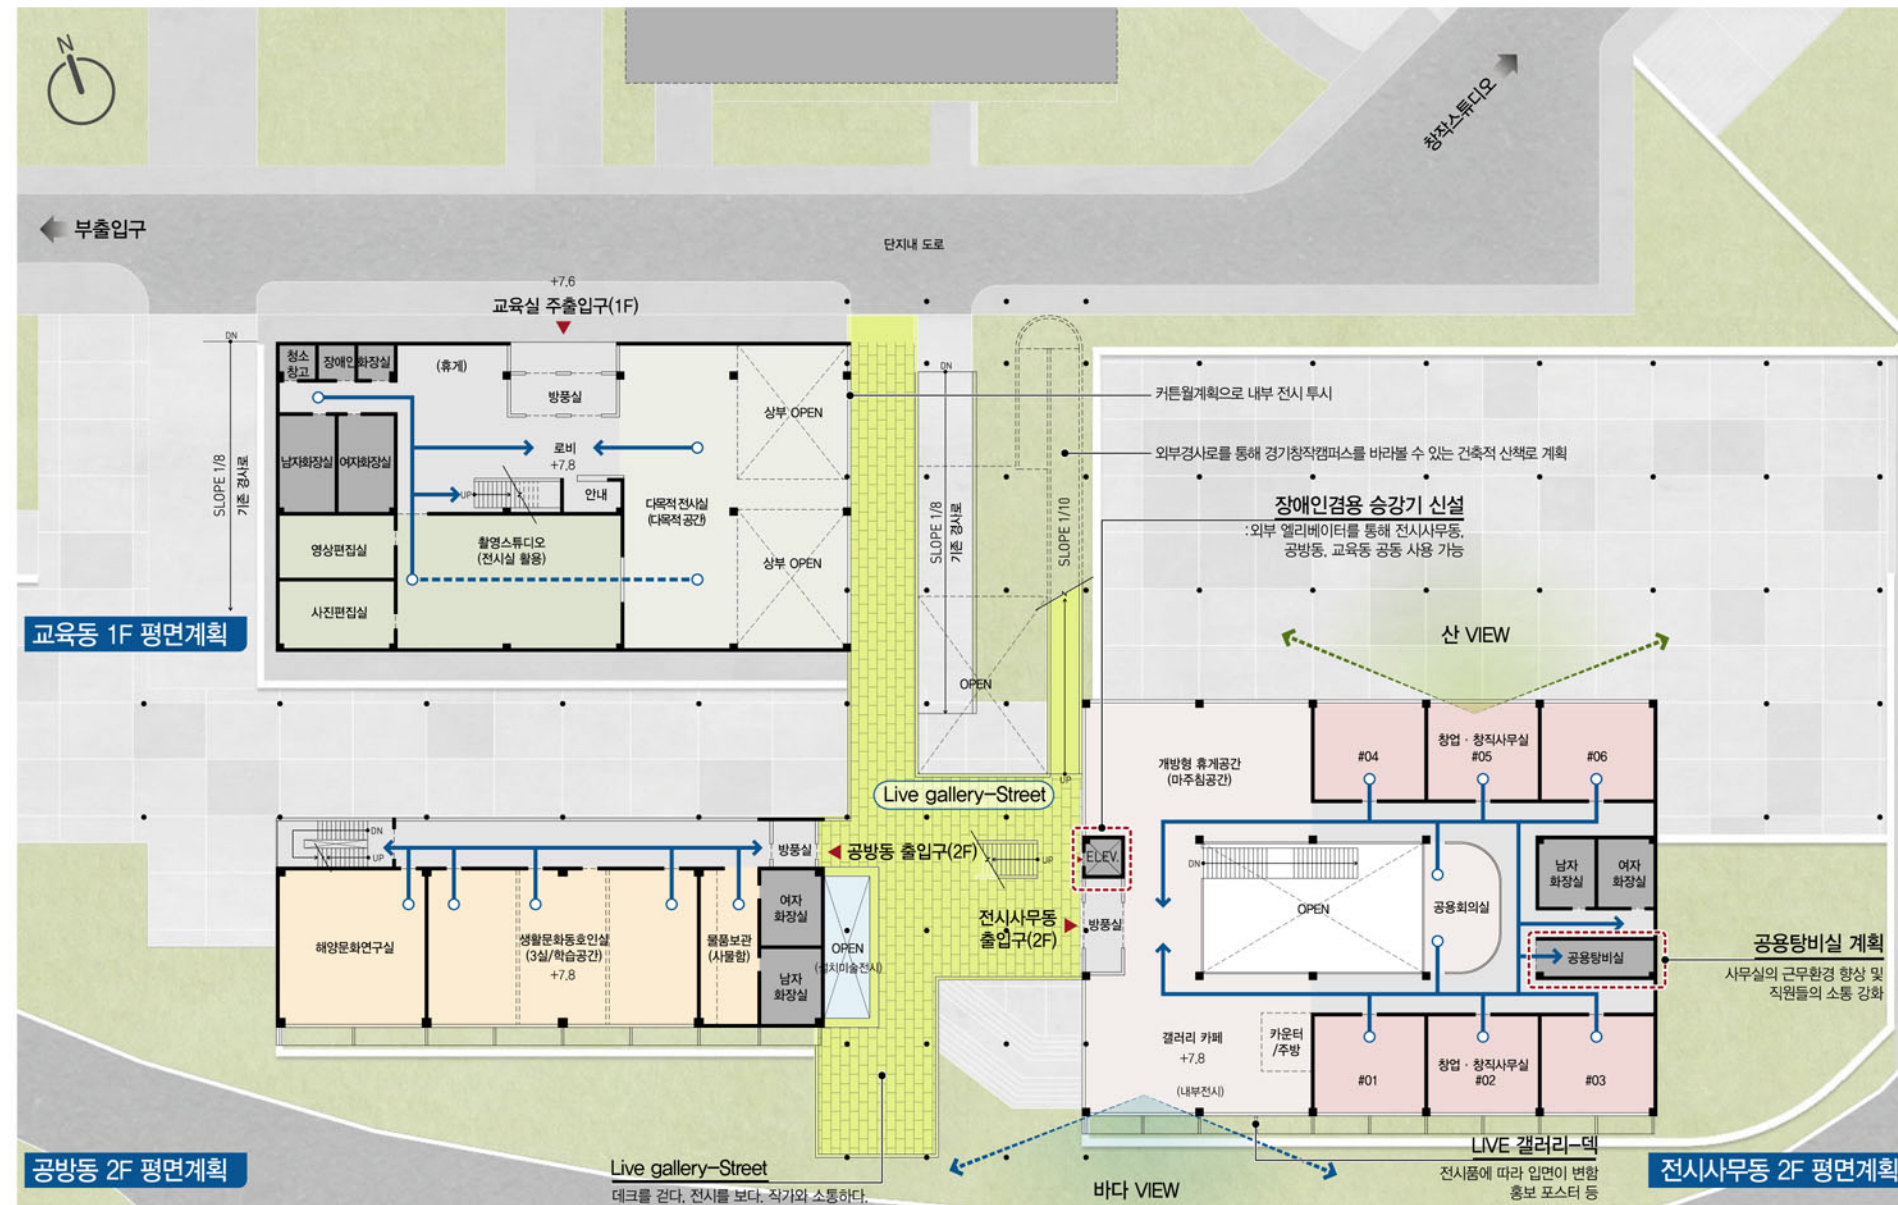 N
창작스튜디오
부출입구
단지내 도로
+7.6
교육실 주출입구(1F)
DN
청소
창고
장애인화장실
(휴게)
방풍실
상부 OPEN
DN
커튼월계획으로 내부 전시 투시
로비
+7.8
외부경사로를 통해 경기창작캠퍼스를 바라볼 수 있는 건축적 산책로 계획
남자화장실
여자화장실
SLOPE 1/8
기존 경사로
UP
안내
다목적 전시실
(다목적 공간)
장애인겸용 승강기 신설
:외부 엘리베이터를 통해 전시사무동,
공방동, 교육동 공동 사용 가능
SLOPE 1/8
기존 경사로
SLOPE 1/10
영상편집실
촬영스튜디오
(전시실 활용)
상부 OPEN
사진편집실
교육동 1F 평면계획
산 VIEW
OPEN
창업 · 창직사무실
#04
#05
#06
개방형 휴게공간
(마주침공간)
UP
Live gallery-Street
DN
UP
방풍실
공방동 출입구(2F)
UP
ELEV.
DN
남자
화장실
여자
화장실
여자
화장실
OPEN
공용회의실
전시사무동
출입구(2F)
방풍실
해양문화연구실
생활문화동호인실
(3실/학습공간)
+7.8
물품보관
(사물함)
OPEN
(설치미술전시)
공용탕비실
공용탕비실 계획
사무실의 근무환경 향상 및
직원들의 소통 강화
남자
화장실
갤러리 카페
+7.8
(내부전시)
카운터
/주방
창업 · 창직사무실
#01
#02
#03
공방동 2F 평면계획
Live gallery-Street
데크를 걷다, 전시를 보다, 작가와 소통하다.
바다 VIEW
LIVE 갤러리-덱
전시품에 따라 입면이 변함
홍보 포스터 등
전시사무동 2F 평면계획